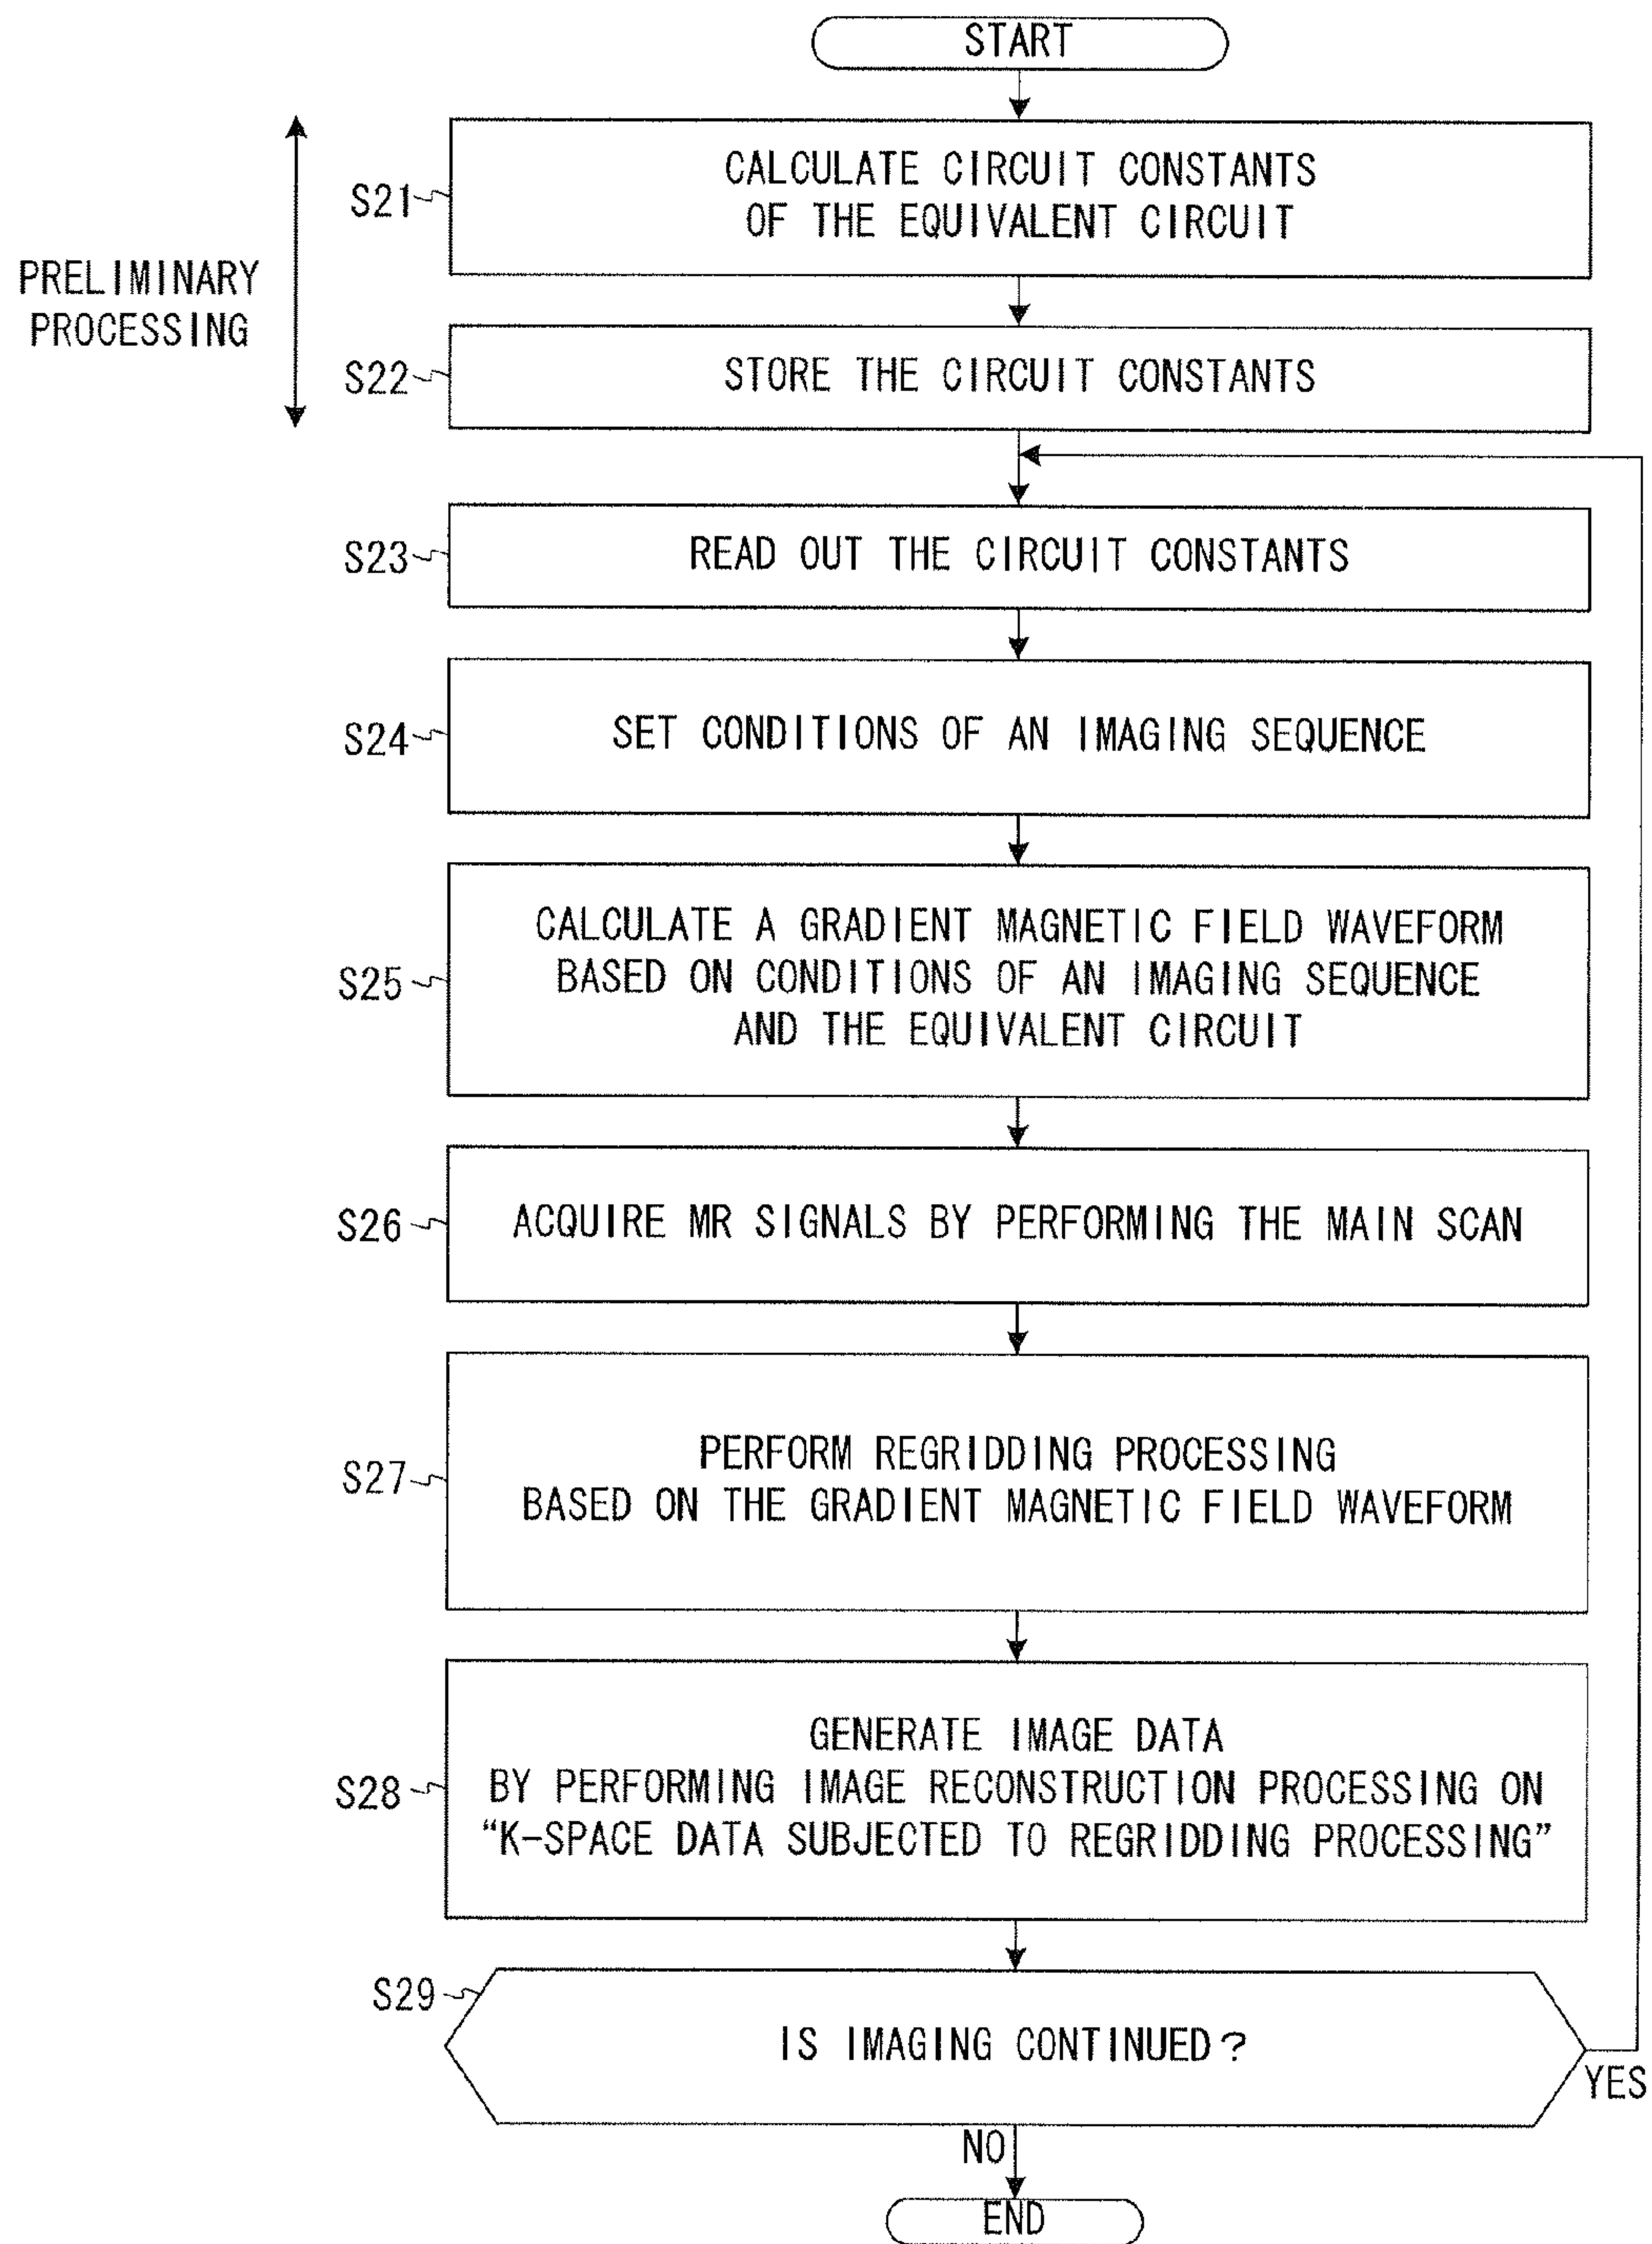 START
CALCULATE CIRCUIT CONSTANTS
OF THE EQUIVALENT CIRCUIT
S21
PRELIMINARY
PROCESSING
STORE THE CIRCUIT CONSTANTS
S22
READ OUT THE CIRCUIT CONSTANTS
S23
SET CONDITIONS OF AN IMAGING SEQUENCE
S24
CALCULATE A GRADIENT MAGNETIC FIELD WAVEFORM
BASED ON CONDITIONS OF AN IMAGING SEQUENCE
AND THE EQUIVALENT CIRCUIT
S25
ACQUIRE MR SIGNALS BY PERFORMING THE MAIN SCAN
S26
PERFORM REGRIDDING PROCESSING
BASED ON THE GRADIENT MAGNETIC FIELD WAVEFORM
S27
GENERATE IMAGE DATA
BY PERFORMING IMAGE RECONSTRUCTION PROCESSING ON
“K-SPACE DATA SUBJECTED TO REGRIDDING PROCESSING”
S28
S29
IS IMAGING CONTINUED?
YES
NO
END